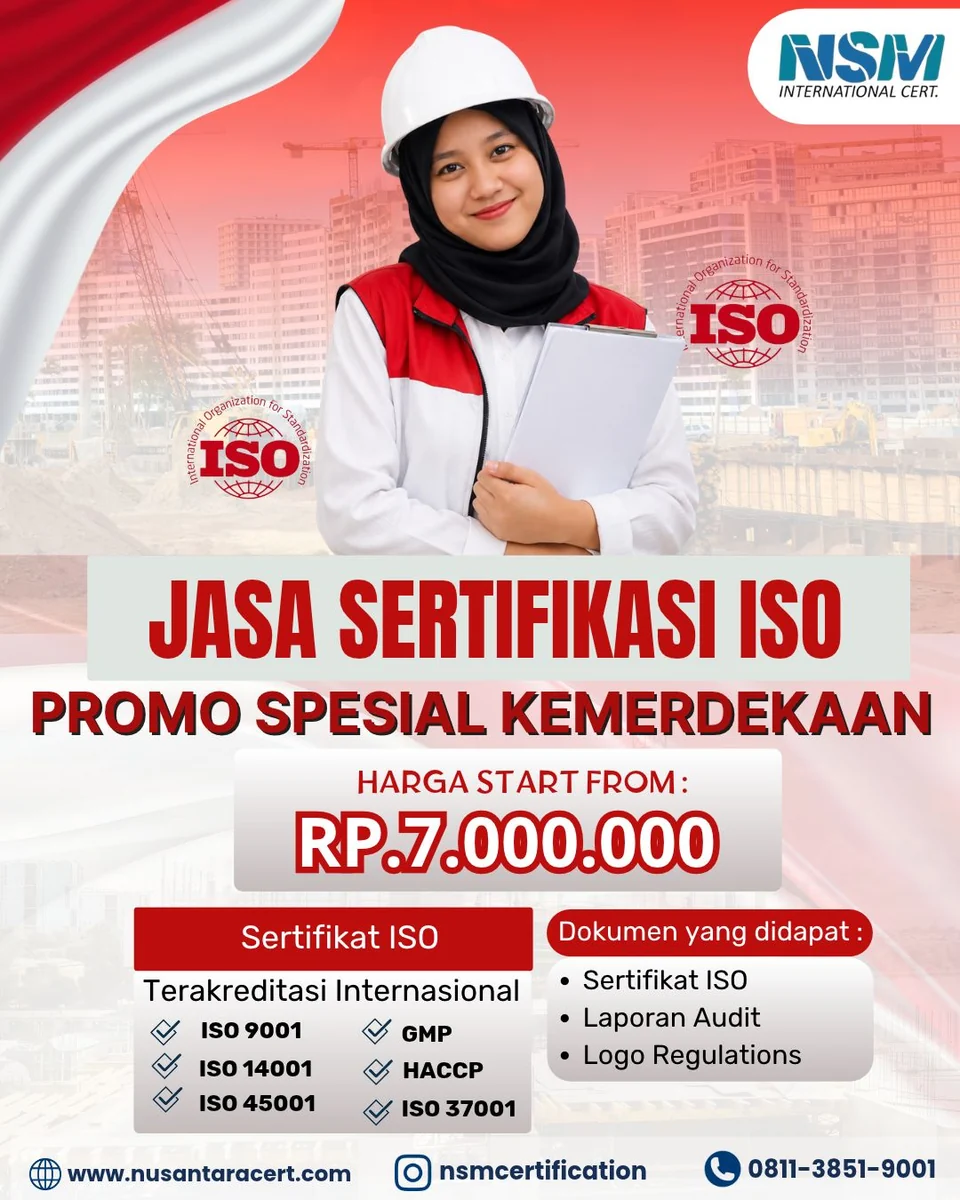 NSM
INTERNATIONAL CERT.
International Organization for Standardization
ISO
International Organization for Standardization
ISO
JASA SERTIFIKASI ISO
PROMO SPESIAL KEMERDEKAAN
HARGA START FROM :
RP.7.000.000
Sertifikat ISO
Terakreditasi Internasional
ISO 9001
ISO 14001
ISO 45001
GMP
HACCP
ISO 37001
Dokumen yang didapat :
• Sertifikat ISO
• Laporan Audit
• Logo Regulations
www.nusantaracert.com
nsmcertification
0811-3851-9001